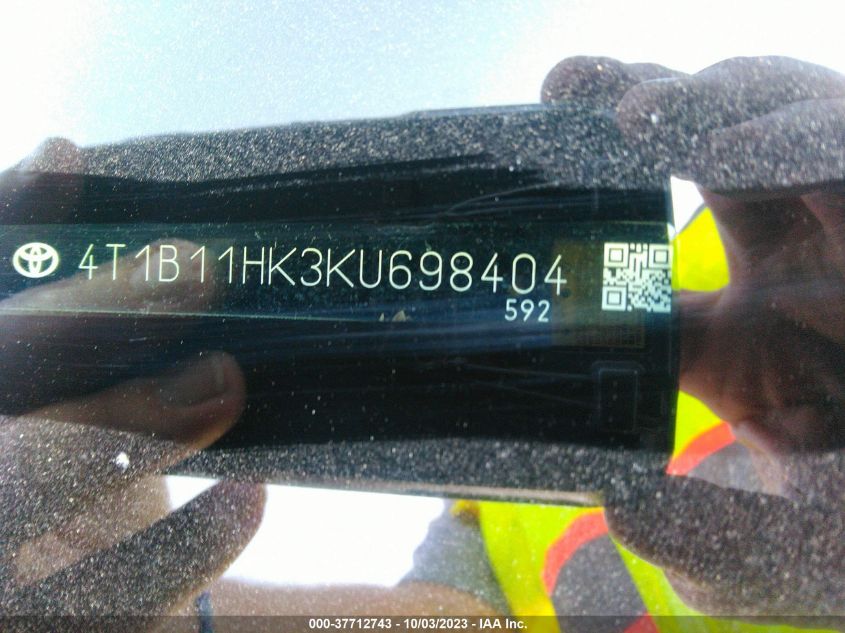 4T1B11HK3KU698404
592
000-37712743 - 10/03/2023 - IAA Inc.